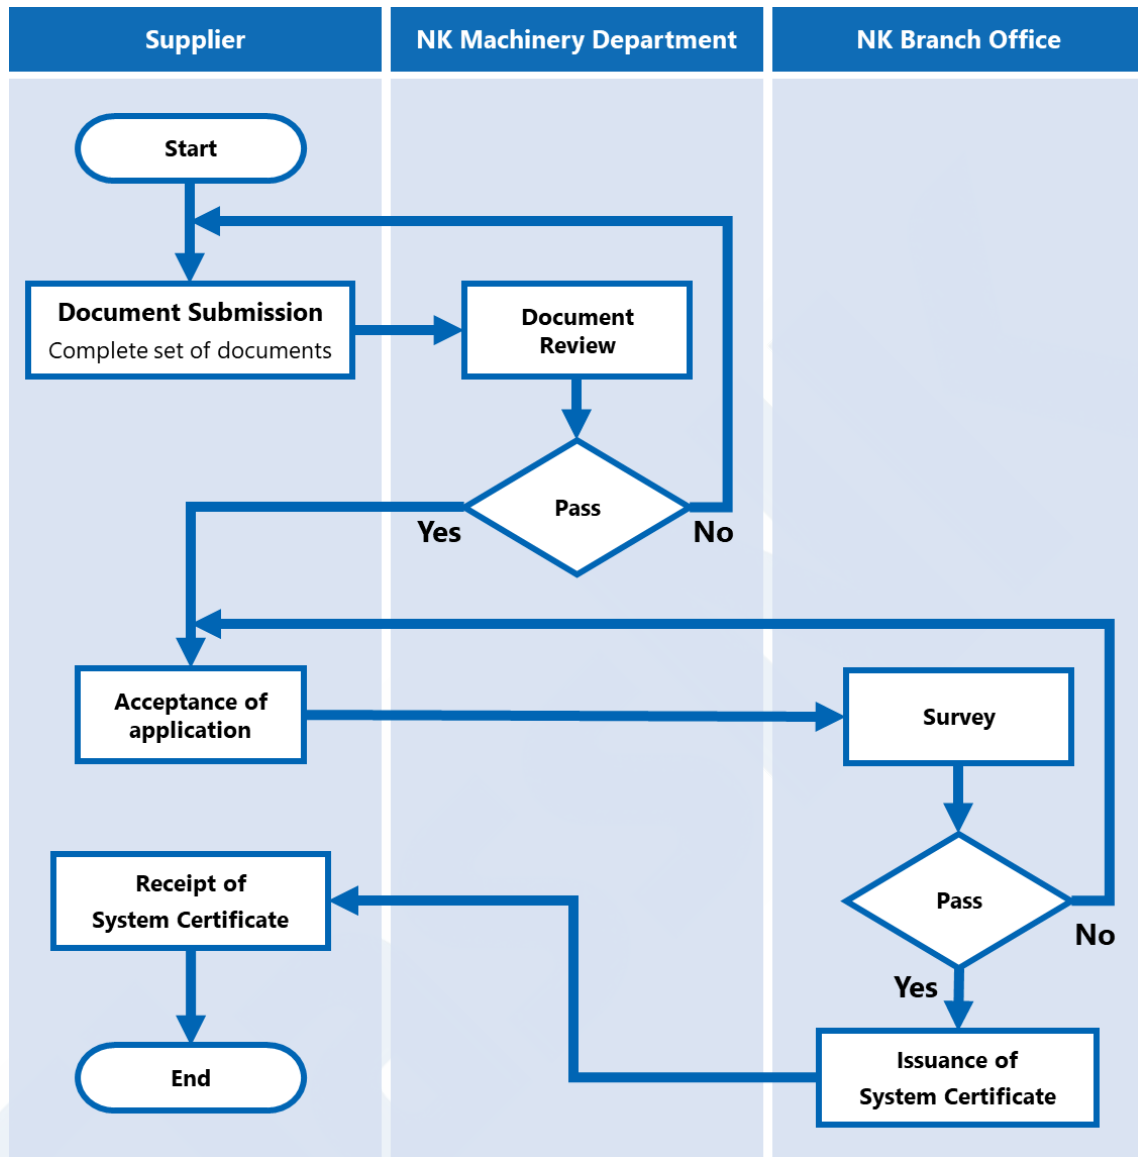 Supplier
NK Machinery Department
NK Branch Office
Start
Document Submission
Complete set of documents
Document
Review
Pass
Yes
No
Acceptance of
application
Survey
Pass
No
Yes
Issuance of
System Certificate
Receipt of
System Certificate
End